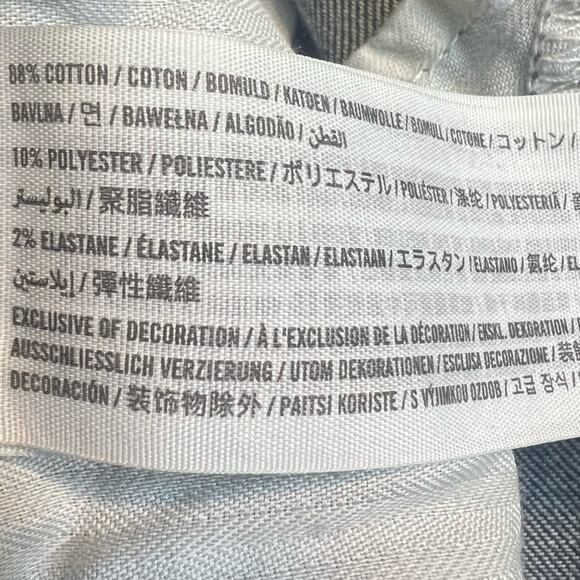 88% COTTON / COTON / BOMULD / KATOEN / BAUMWOLLE / BOMULL / COTONE / コットン /
BAVLNA / 면 / BAWEŁNA / ALGODÃO / القطن
10% POLYESTER / POLIESTERE / ポリエステル / POLIÉSTER / 涤纶 / POLYESTERIÄ /
البوليستر / 聚脂纖維
2% ELASTANE / ÉLASTANE / ELASTAN / ELASTAAN / エラスタン / ELASTANO / 氨纶 / EL
إيلاستين / 彈性纖維
EXCLUSIVE OF DECORATION / À L'EXCLUSION DE LA DÉCORATION / EKSKL. DEKORATION /
AUSSCHLIESSLICH VERZIERUNG / UTOM DEKORATIONEN / ESCLUSA DECORAZIONE / 装飾
DECORACIÓN / 装饰物除外 / PAITSI KORISTE / S VÝJIMKOU OZDOB / 고급 장식 /